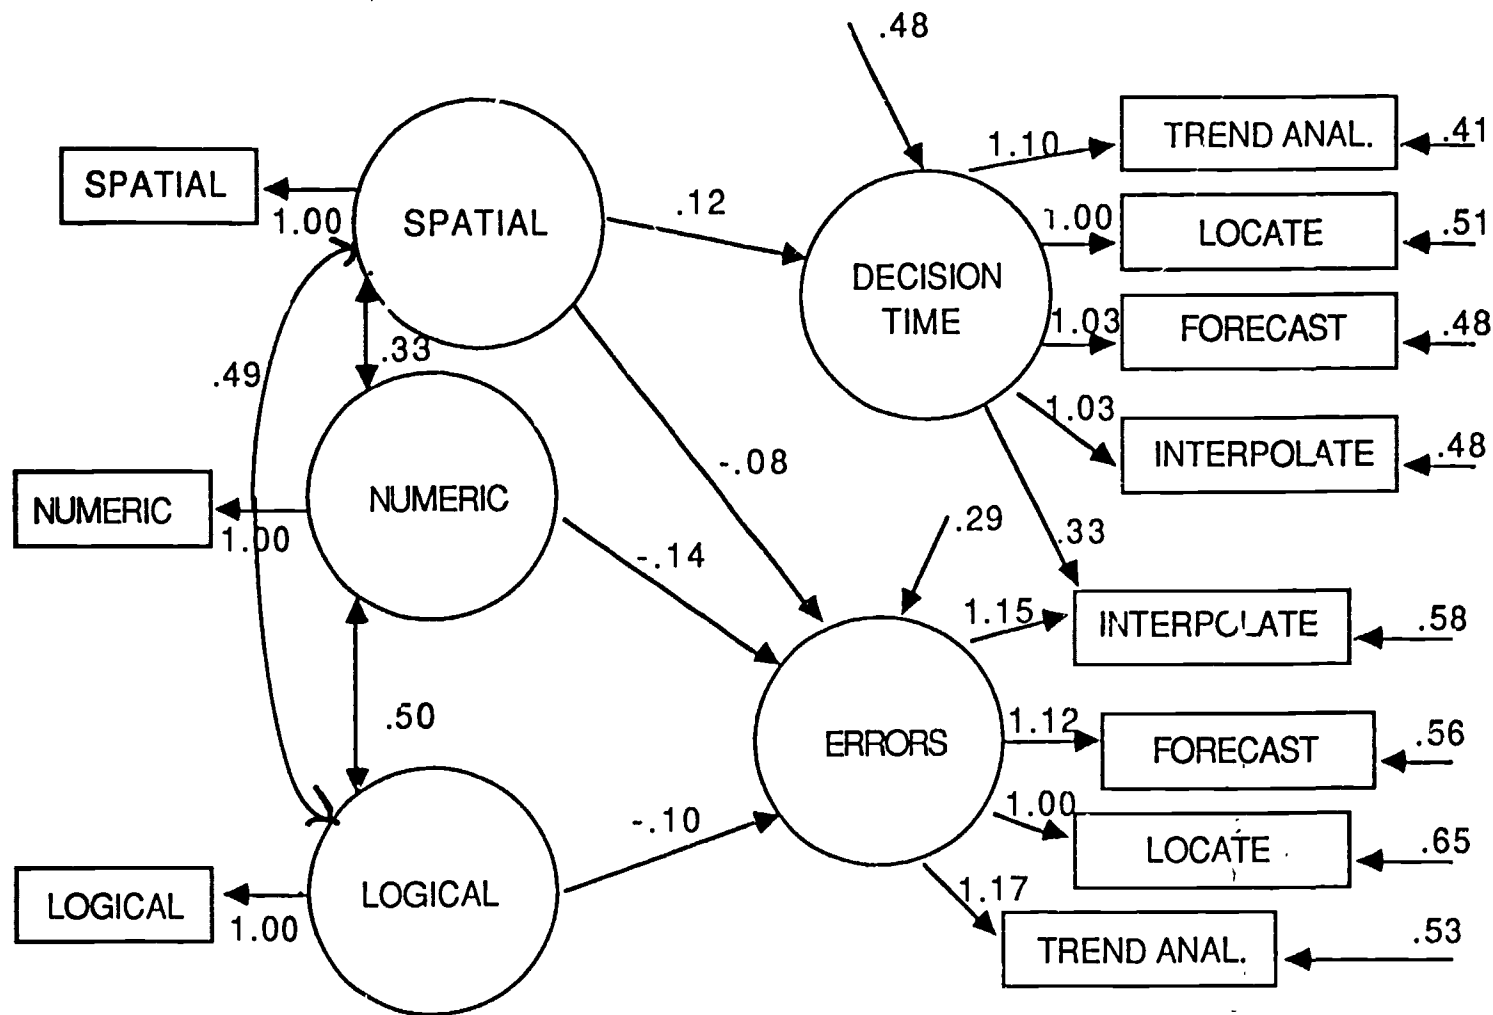 .48
TREND ANAL.
1.10
.41
SPATIAL
1.00
SPATIAL
.12
1.00
LOCATE
.51
DECISION
TIME
1.03
FORECAST
.48
.33
.49
1.03
INTERPOLATE
.48
-.08
NUMERIC
1.00
NUMERIC
-.14
.29
.33
1.15
INTERPOLATE
.58
.50
ERRORS
1.12
FORECAST
.56
-.10
1.00
LOCATE
.65
LOGICAL
1.00
LOGICAL
1.17
TREND ANAL.
.53